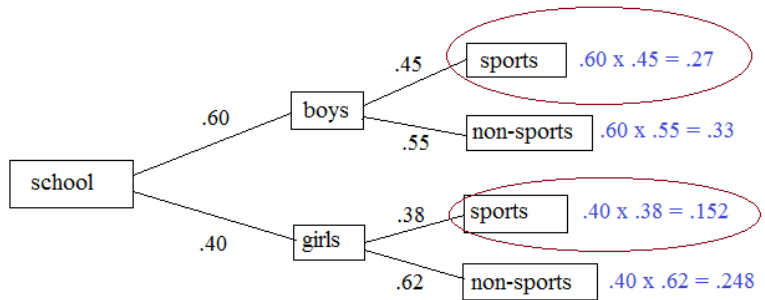 .45
sports
.60 x .45 = .27
boys
.60
.55
non-sports
.60 x .55 = .33
school
.40
girls
.38
sports
.40 x .38 = .152
.62
non-sports
.40 x .62 = .248